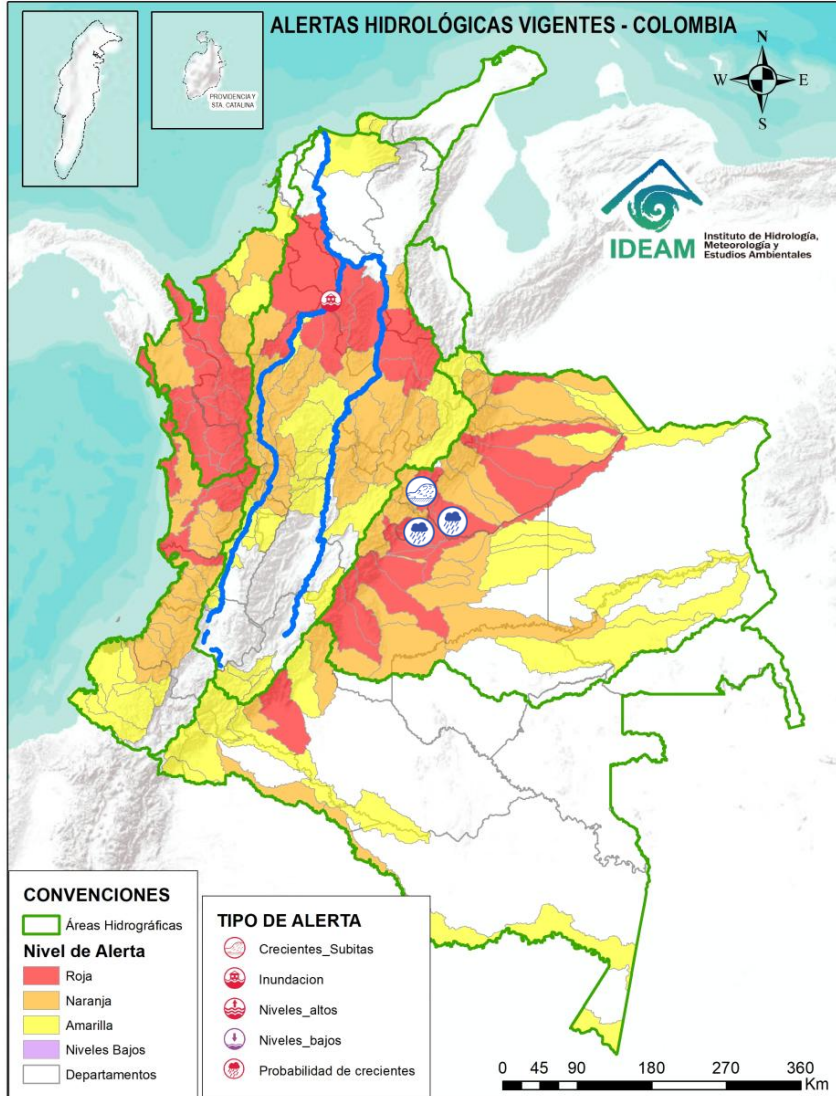 ALERTAS HIDROLÓGICAS VIGENTES - COLOMBIA
PROVIDENCIA Y
STA. CATALINA
N
W
E
S
IDEAM
Instituto de Hidrología,
Meteorología y
Estudios Ambientales
CONVENCIONES
Áreas Hidrográficas
Nivel de Alerta
Roja
Naranja
Amarilla
Niveles Bajos
Departamentos
TIPO DE ALERTA
Crecientes_Subitas
Inundacion
Niveles_altos
Niveles_bajos
Probabilidad de crecientes
0 45 90 180 270 360
Km